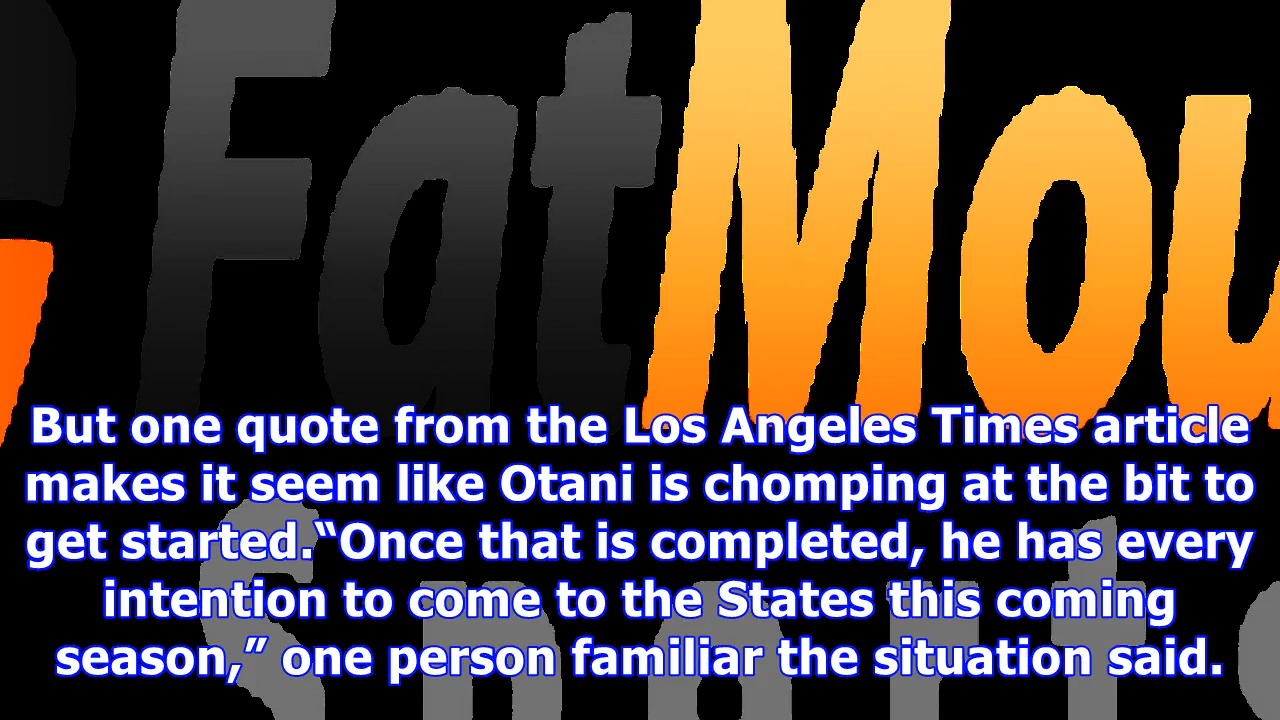 FatMou
But one quote from the Los Angeles Times article
makes it seem like Otani is chomping at the bit to
get started.“Once that is completed, he has every
intention to come to the States this coming
season,” one person familiar the situation said.